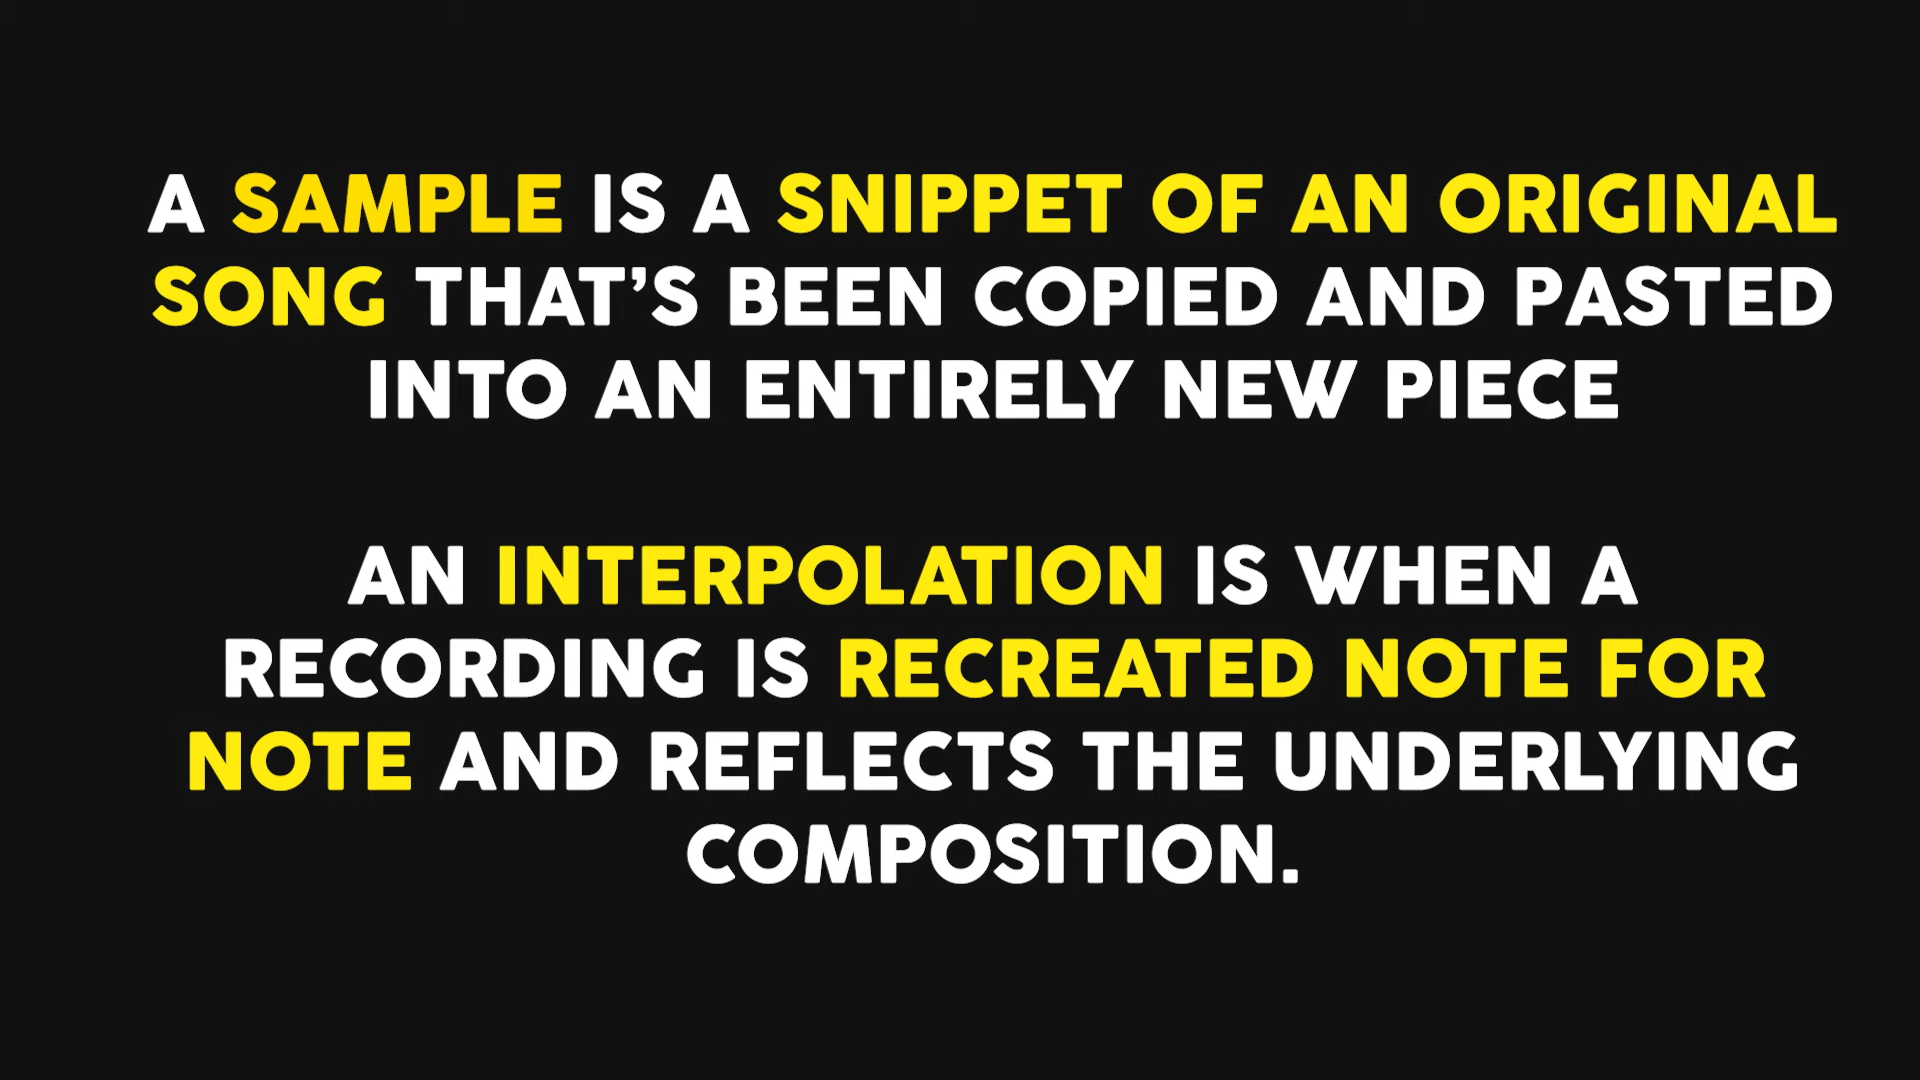 A SAMPLE IS A SNIPPET OF AN ORIGINAL
SONG THAT’S BEEN COPIED AND PASTED
INTO AN ENTIRELY NEW PIECE
AN INTERPOLATION IS WHEN A
RECORDING IS RECREATED NOTE FOR
NOTE AND REFLECTS THE UNDERLYING
COMPOSITION.